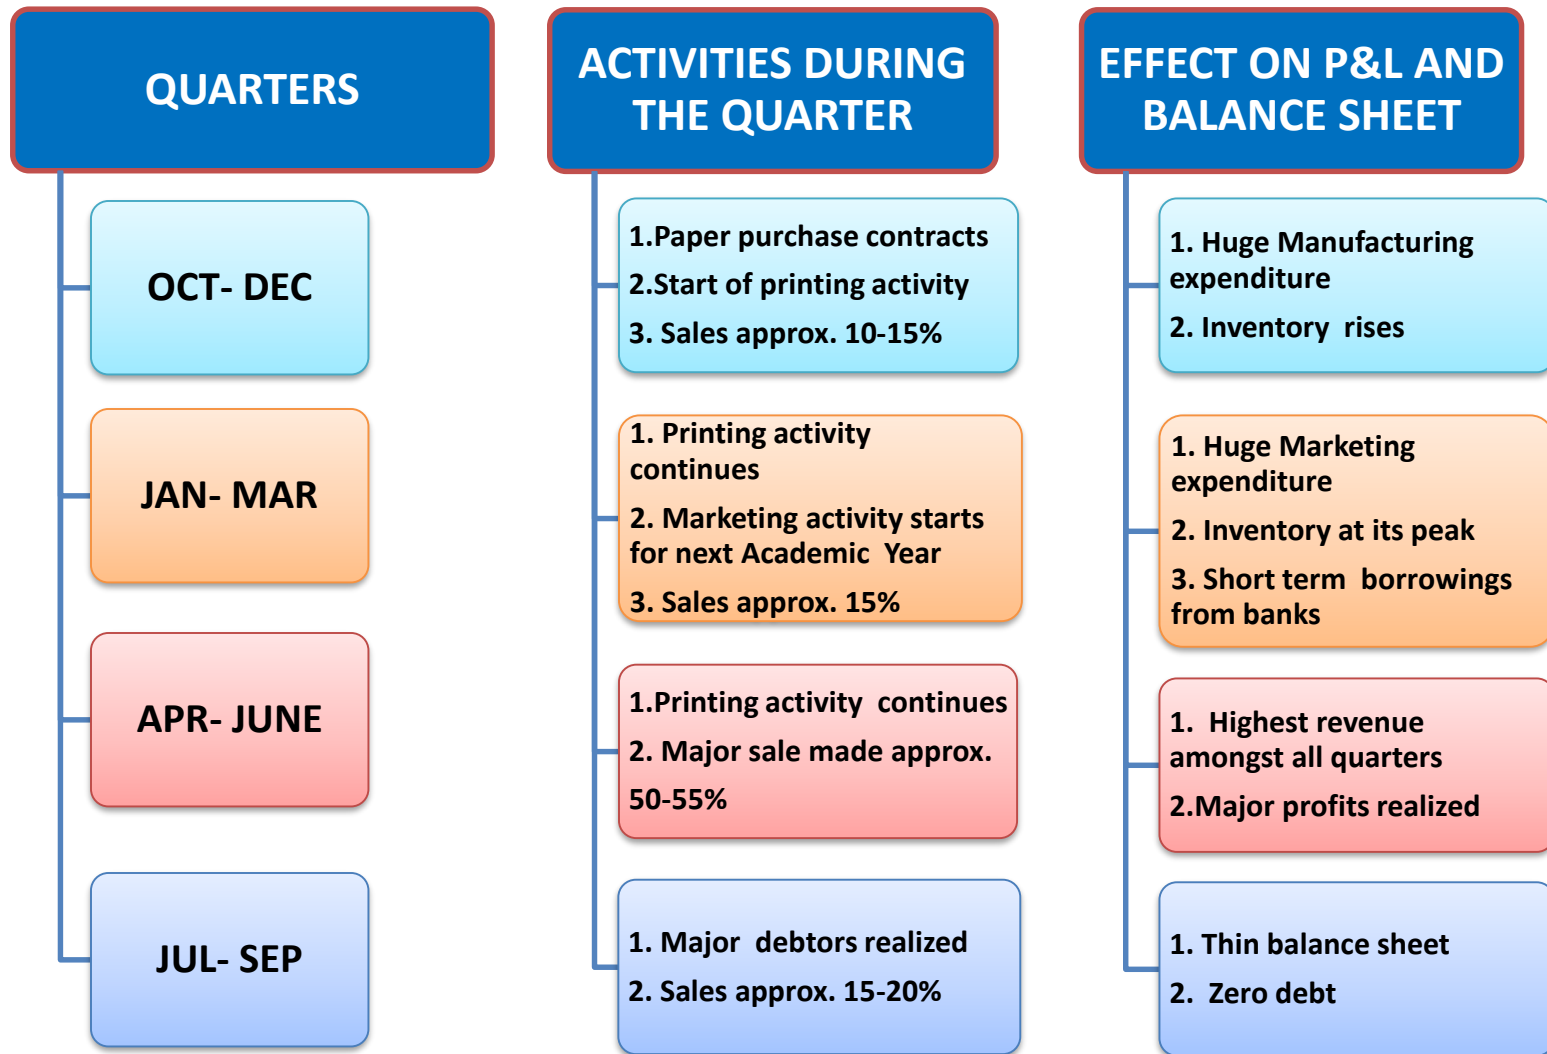 QUARTERS
OCT- DEC
JAN- MAR
APR- JUNE
JUL- SEP
ACTIVITIES DURING
THE QUARTER
1.Paper purchase contracts
2.Start of printing activity
3. Sales approx. 10-15%
1. Printing activity
continues
2. Marketing activity starts
for next Academic Year
3. Sales approx. 15%
1.Printing activity continues
2. Major sale made approx.
50-55%
1. Major debtors realized
2. Sales approx. 15-20%
EFFECT ON P&L AND
BALANCE SHEET
1. Huge Manufacturing
expenditure
2. Inventory rises
1. Huge Marketing
expenditure
2. Inventory at its peak
3. Short term borrowings
from banks
1. Highest revenue
amongst all quarters
2.Major profits realized
1. Thin balance sheet
2. Zero debt